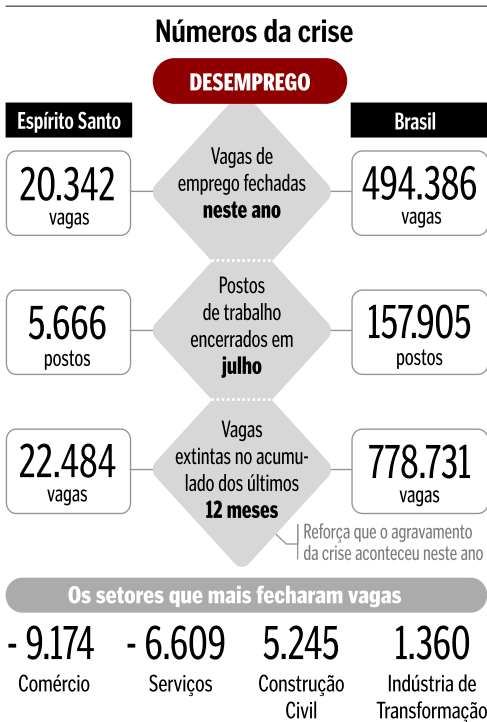 Números da crise
DESEMPREGO
Espírito Santo
Brasil
20.342
vagas
Vagas de
emprego fechadas
neste ano
494.386
vagas
5.666
postos
Postos
de trabalho
encerrados em
julho
157.905
postos
22.484
vagas
Vagas
extintas no acumu-
lado dos últimos
12 meses
778.731
vagas
Reforça que o agravamento
da crise aconteceu neste ano
Os setores que mais fecharam vagas
- 9.174
Comércio
- 6.609
Serviços
5.245
Construção
Civil
1.360
Indústria de
Transformação